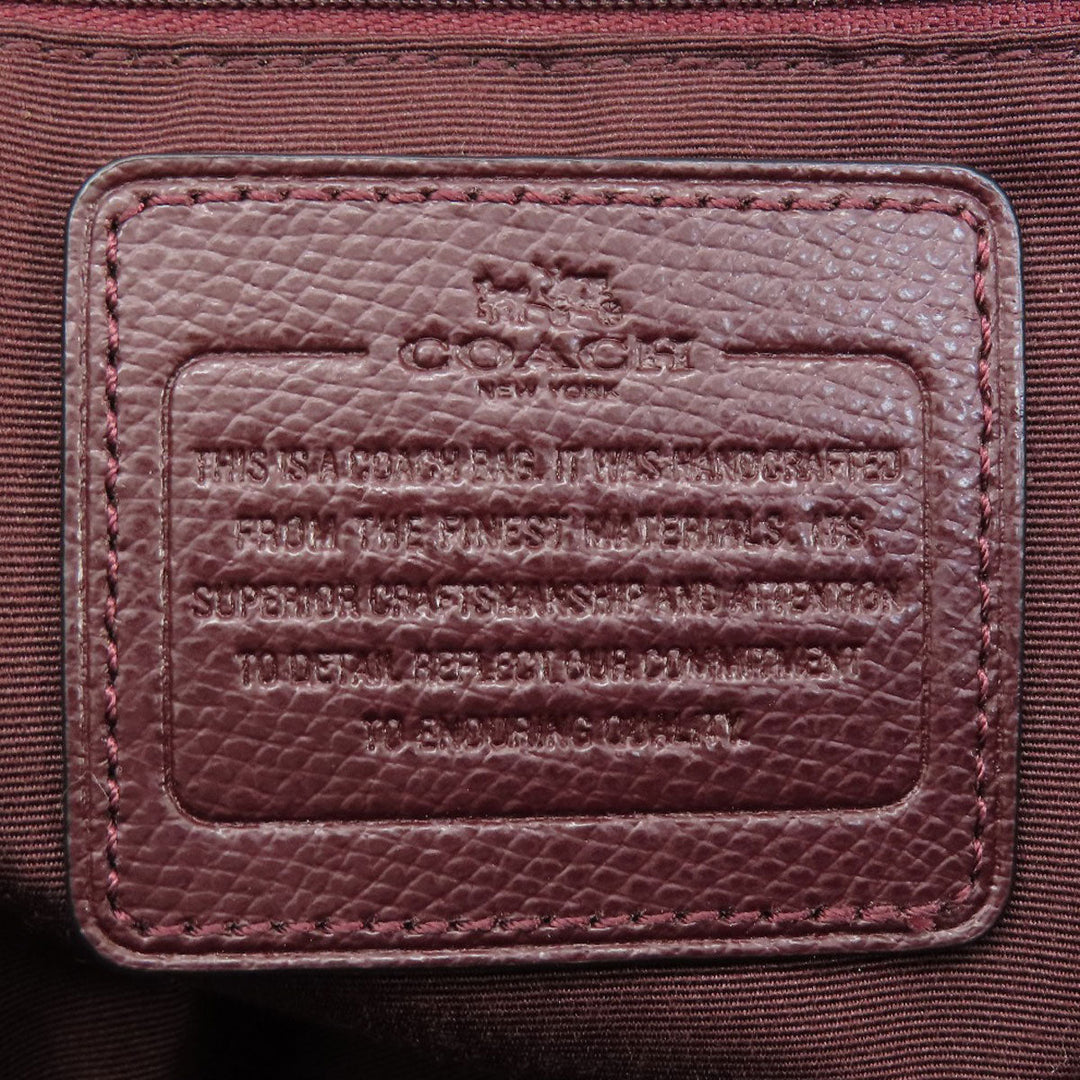 COACH
NEW YORK
THIS IS A COACH BAG. IT WAS HANDCRAFTED
FROM THE FINEST MATERIALS. ITS
SUPERIOR CRAFTSMANSHIP AND ATTENTION
TO DETAIL REFLECT OUR COMMITMENT
TO ENDURING QUALITY.